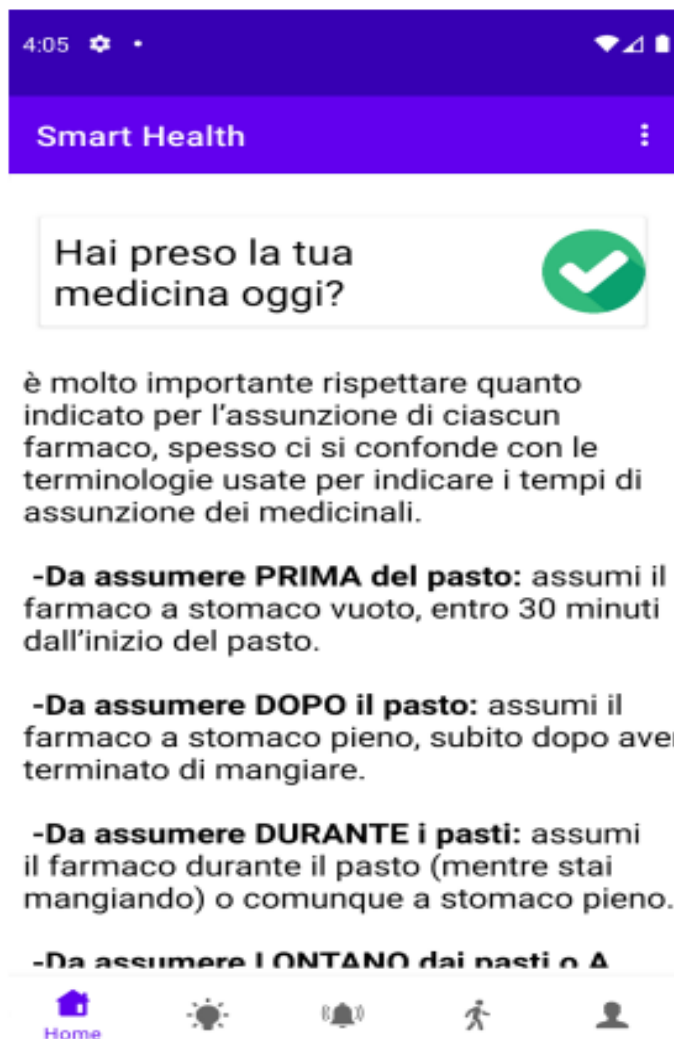 4:05
Smart Health
Hai preso la tua
medicina oggi?
è molto importante rispettare quanto
indicato per l'assunzione di ciascun
farmaco, spesso ci si confonde con le
terminologie usate per indicare i tempi di
assunzione dei medicinali.
-Da assumere PRIMA del pasto: assumi il
farmaco a stomaco vuoto, entro 30 minuti
dall'inizio del pasto.
-Da assumere DOPO il pasto: assumi il
farmaco a stomaco pieno, subito dopo aver
terminato di mangiare.
-Da assumere DURANTE i pasti: assumi
il farmaco durante il pasto (mentre stai
mangiando) o comunque a stomaco pieno.
-Da assumere LONTANO dai pasti o A
Home